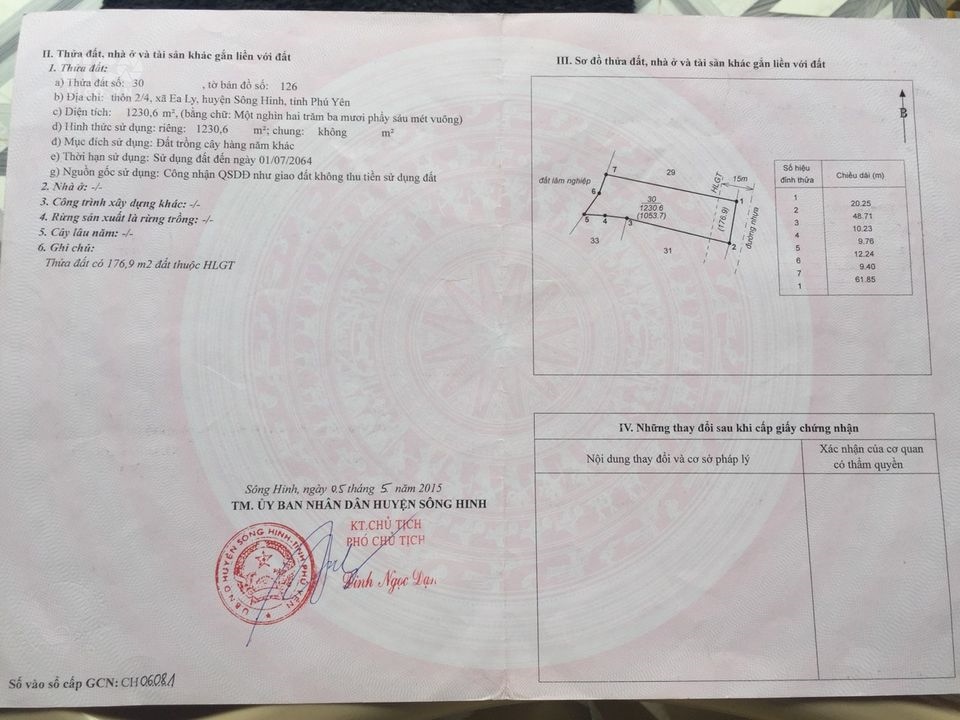 II. Thửa đất, nhà ở và tài sản khác gắn liền với đất
1. Thửa đất:
a) Thửa đất số: 30 , tờ bản đồ số: 126
b) Địa chỉ: thôn 2/4, xã Ea Ly, huyện Sông Hinh, tỉnh Phú Yên
c) Diện tích: 1230,6 m², (bằng chữ: Một nghìn hai trăm ba mươi phẩy sáu mét vuông)
d) Hình thức sử dụng: riêng: 1230,6 m²; chung: không m²
đ) Mục đích sử dụng: Đất trồng cây hàng năm khác
e) Thời hạn sử dụng: Sử dụng đất đến ngày 01/07/2064
g) Nguồn gốc sử dụng: Công nhận QSDĐ như giao đất không thu tiền sử dụng đất
2. Nhà ở: -/-
3. Công trình xây dựng khác: -/-
4. Rừng sản xuất là rừng trồng: -/-
5. Cây lâu năm: -/-
6. Ghi chú:
Thửa đất có 176,9 m2 đất thuộc HLGT
Sông Hinh, ngày 05 tháng 5 năm 2015
TM. ỦY BAN NHÂN DÂN HUYỆN SÔNG HINH
KT.CHỦ TỊCH
PHÓ CHỦ TỊCH
U.B.N.D HUYỆN SÔNG HINH-TỈNH PHÚ YÊN
Đinh Ngọc Dạn
Số vào sổ cấp GCN: CH06081
III. Sơ đồ thửa đất, nhà ở và tài sản khác gắn liền với đất
B
đất lâm nghiệp
7
29
HLGT
15m
6
30
1230.6
(1053.7)
(176.9)
1
đường nhựa
5
4
3
2
33
31
Số hiệu đỉnh thửa
Chiều dài (m)
1
20.25
2
48.71
3
10.23
4
9.76
5
12.24
6
9.40
7
61.85
1
IV. Những thay đổi sau khi cấp giấy chứng nhận
Nội dung thay đổi và cơ sở pháp lý
Xác nhận của cơ quan
có thẩm quyền